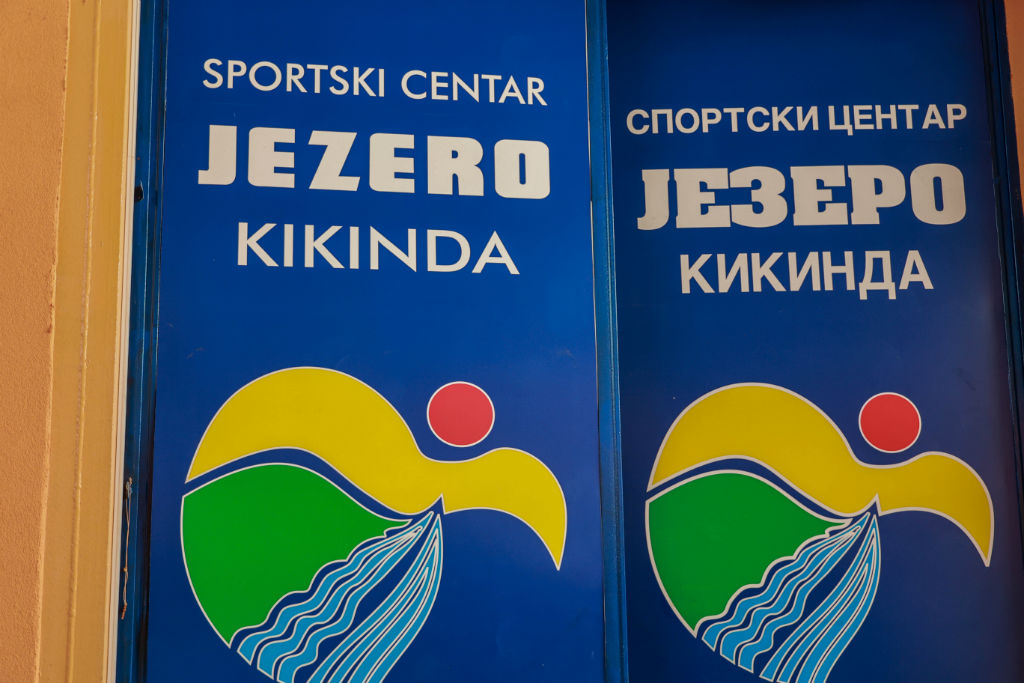 SPORTSKI CENTAR
JEZERO
KIKINDA
СПОРТСКИ ЦЕНТАР
ЈЕЗЕРО
КИКИНДА